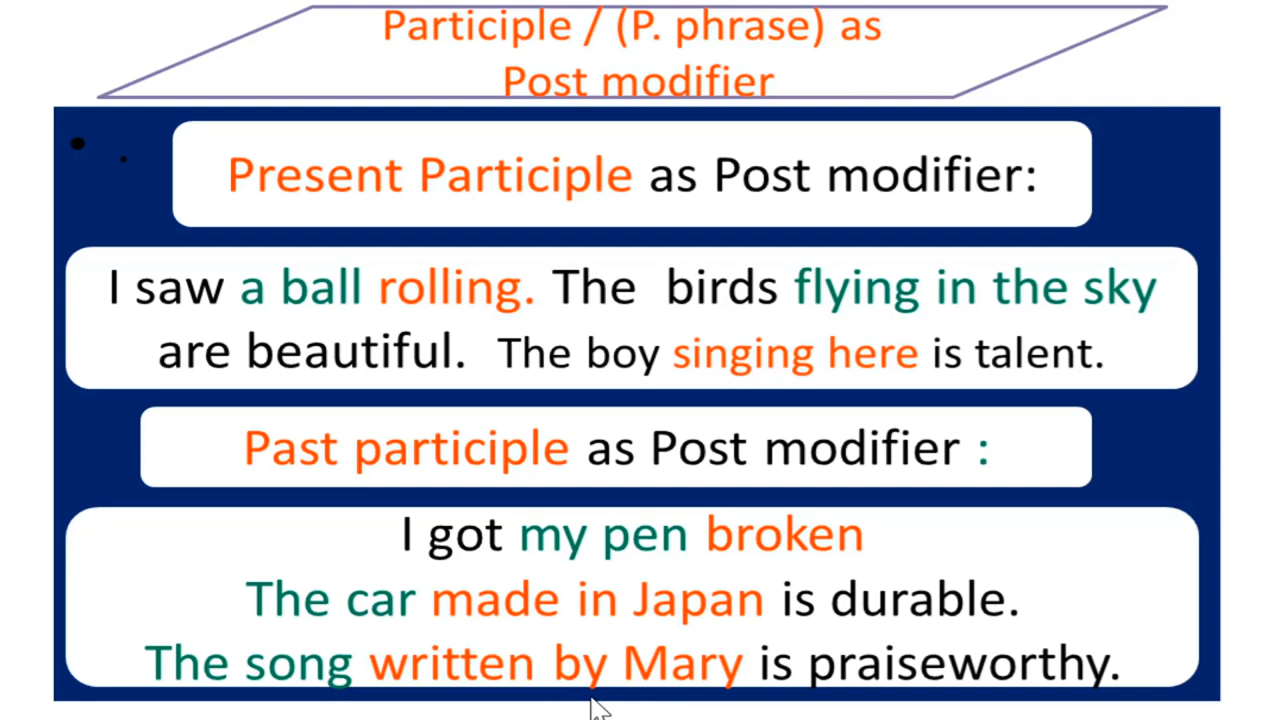 Participle / (P. phrase) as
Post modifier
Present Participle as Post modifier:
I saw a ball rolling. The birds flying in the sky
are beautiful. The boy singing here is talent.
Past participle as Post modifier :
I got my pen broken
The car made in Japan is durable.
The song written by Mary is praiseworthy.